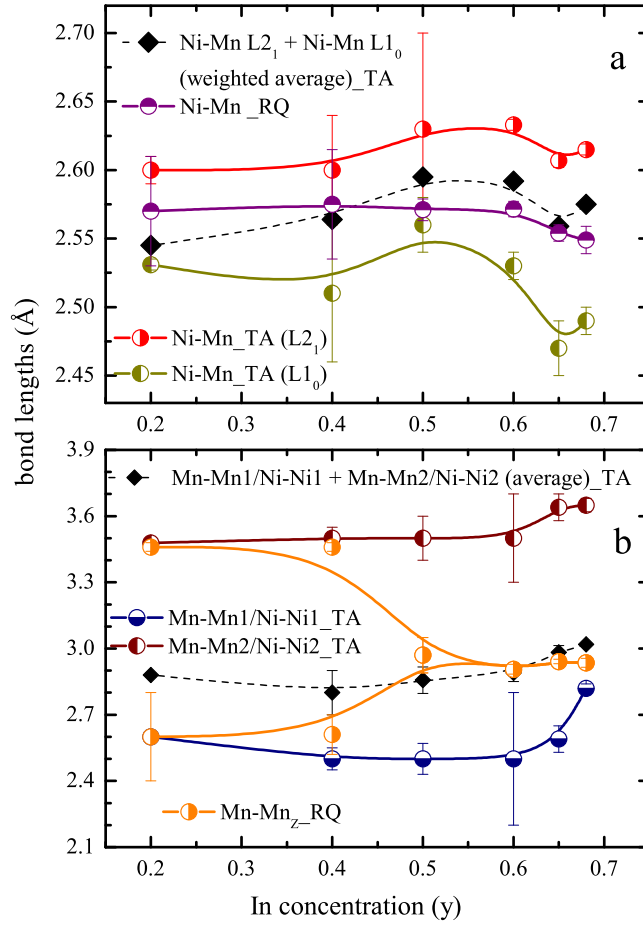 a
Ni-Mn L2₁ + Ni-Mn L1₀
(weighted average)_TA
Ni-Mn _RQ
2.70
2.65
2.60
2.55
2.50
2.45
Ni-Mn_TA (L2₁)
Ni-Mn_TA (L1₀)
0.2 0.3 0.4 0.5 0.6 0.7
bond lengths (Å)
3.9
3.6
3.3
3.0
2.7
2.4
2.1
Mn-Mn1/Ni-Ni1 + Mn-Mn2/Ni-Ni2 (average)_TA
b
Mn-Mn1/Ni-Ni1_TA
Mn-Mn2/Ni-Ni2_TA
Mn-Mn_Z_RQ
0.2 0.3 0.4 0.5 0.6 0.7
In concentration (y)